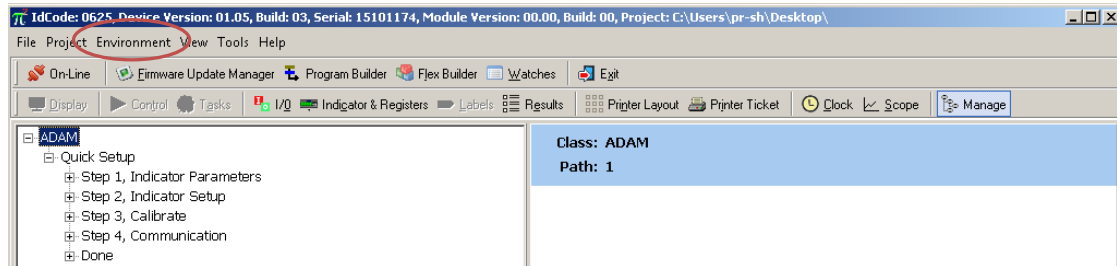 IdCode: 0625, Device Version: 01.05, Build: 03, Serial: 15101174, Module Version: 00.00, Build: 00, Project: C:\Users\pr-sh\Desktop\
File Project Environment View Tools Help
On-Line Firmware Update Manager Program Builder Flex Builder Watches Exit
Display Control Tasks I/O Indicator & Registers Labels Results Printer Layout Printer Ticket Clock Scope Manage
ADAM
Quick Setup
Step 1, Indicator Parameters
Step 2, Indicator Setup
Step 3, Calibrate
Step 4, Communication
Done
Class: ADAM
Path: 1